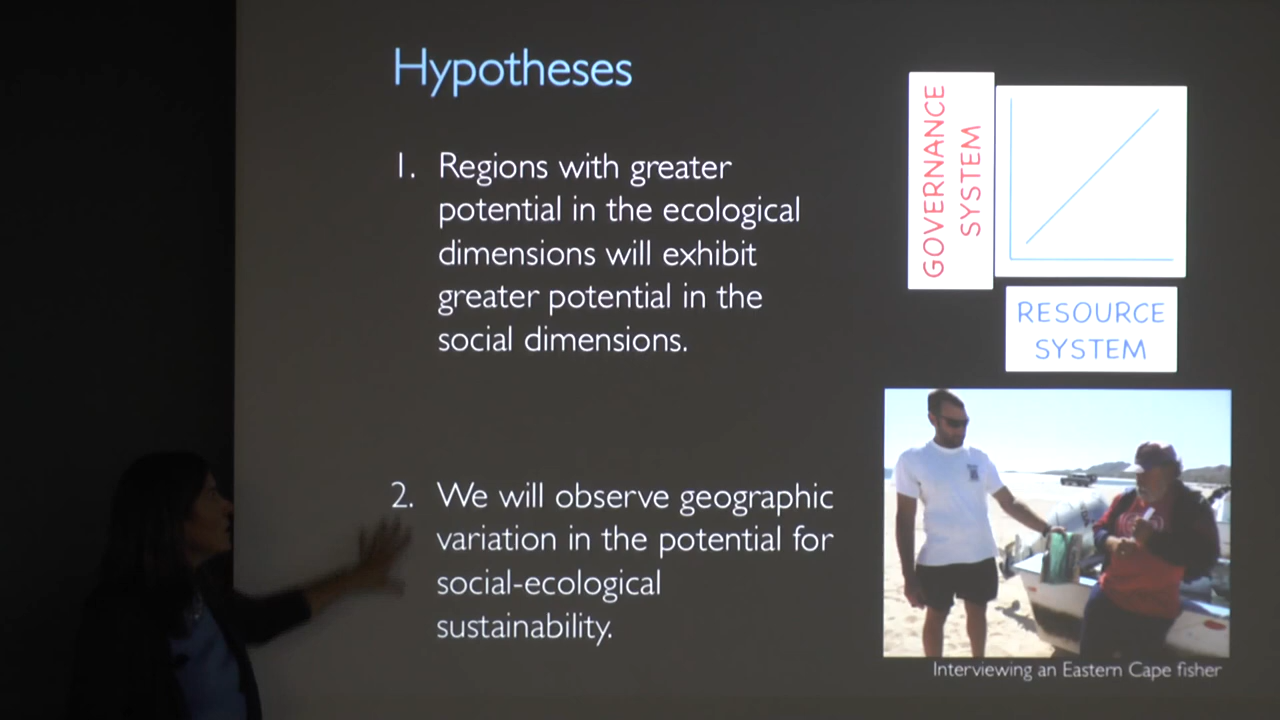 Hypotheses
1. Regions with greater
potential in the ecological
dimensions will exhibit
greater potential in the
social dimensions.
2. We will observe geographic
variation in the potential for
social-ecological
sustainability.
GOVERNANCE
SYSTEM
RESOURCE
SYSTEM
Interviewing an Eastern Cape fisher